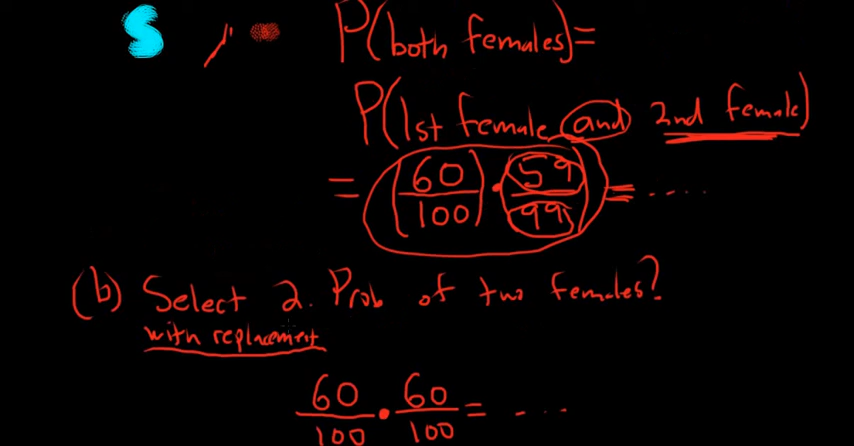 S
P(both females)=
P(1st female and 2nd female)
= (60/100) · (59/99) = ....
(b) Select 2. Prob of two females?
with replacement
60/100 · 60/100 = ...